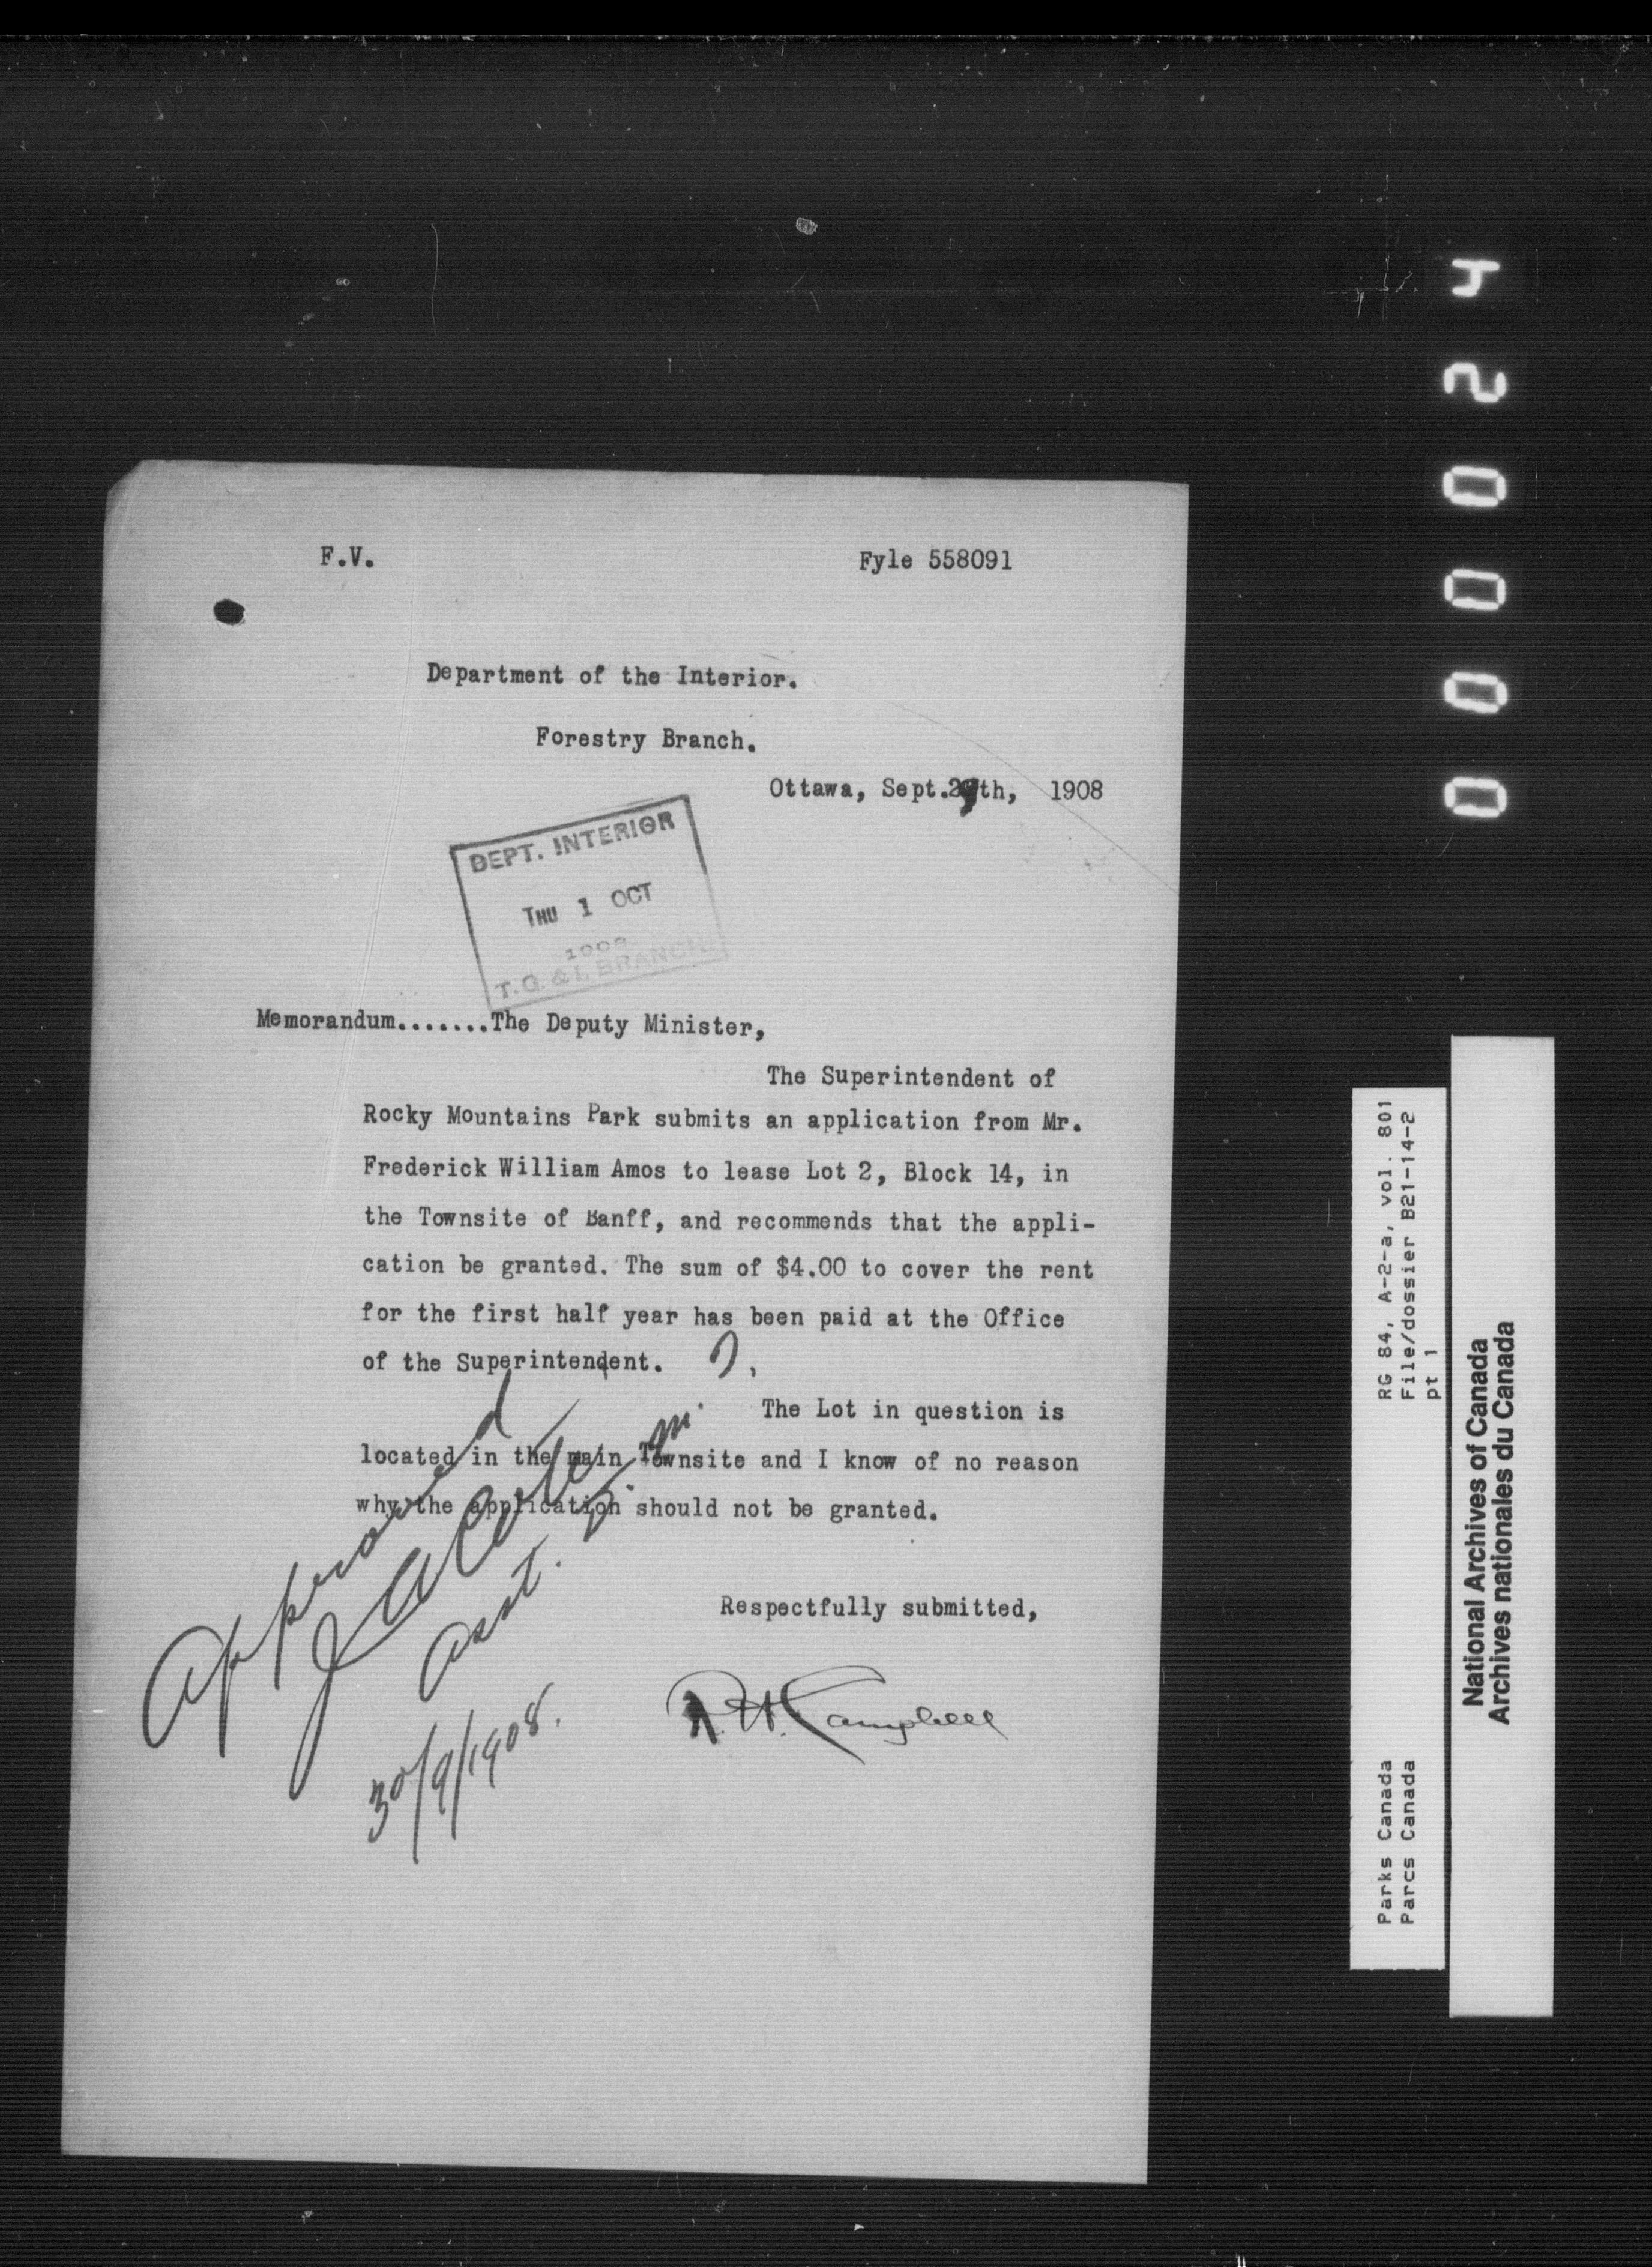 F.V.
Fyle 558091
Department of the Interior.
Forestry Branch.
Ottawa, Sept.29th, 1908
DEPT. INTERIOR
THU 1 OCT
1908
T.G. & I. BRANCH
Memorandum.......The Deputy Minister,
The Superintendent of
Rocky Mountains Park submits an application from Mr.
Frederick William Amos to lease Lot 2, Block 14, in
the Townsite of Banff, and recommends that the appli-
cation be granted. The sum of $4.00 to cover the rent
for the first half year has been paid at the Office
of the Superintendent.
The Lot in question is
located in the main Townsite and I know of no reason
why the application should not be granted.
Respectfully submitted,
R.H. Campbell
Approved
J A Côté
Asst. D. M.
30/9/1908.
000024
RG 84, A-2-a, vol. 801
File/dossier B21-14-2
pt 1
Parks Canada
Parcs Canada
National Archives of Canada
Archives nationales du Canada